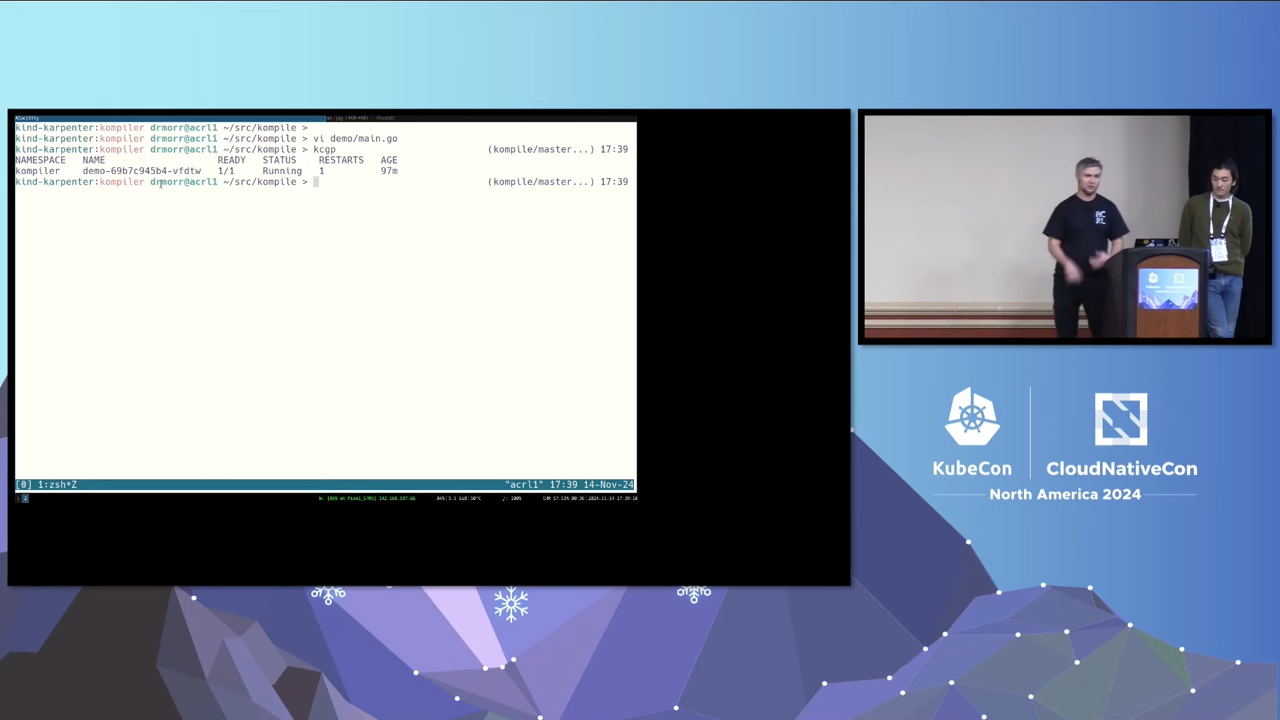 Alacritty
kind-karpenter:kompiler drmorr@acrl1 ~/src/kompile >
kind-karpenter:kompiler drmorr@acrl1 ~/src/kompile > vi demo/main.go
kind-karpenter:kompiler drmorr@acrl1 ~/src/kompile > kcgp (kompile/master...) 17:39
NAMESPACE NAME READY STATUS RESTARTS AGE
kompiler demo-69b7c945b4-vfdtw 1/1 Running 1 97m
kind-karpenter:kompiler drmorr@acrl1 ~/src/kompile > (kompile/master...) 17:39
[0] 1:zsh*Z "acrl1" 17:39 14-Nov-24
AC
RL
KubeCon
CloudNativeCon
North America 2024